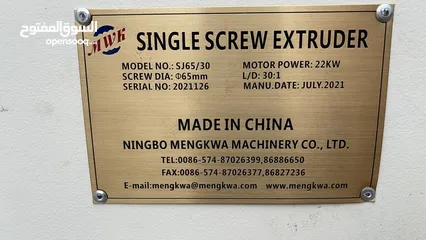 السوق المفتوح
opensooq.com
MWK
SINGLE SCREW EXTRUDER
MODEL NO.: SJ65/30 MOTOR POWER: 22KW
SCREW DIA: Φ65mm L/D: 30:1
SERIAL NO: 2021126 MANU.DATE: JULY.2021
MADE IN CHINA
NINGBO MENGKWA MACHINERY CO., LTD.
TEL:0086-574-87026399,86886650
FAX:0086-574-87026377,86827236
E-mail:mengkwa@mengkwa.com www.mengkwa.com